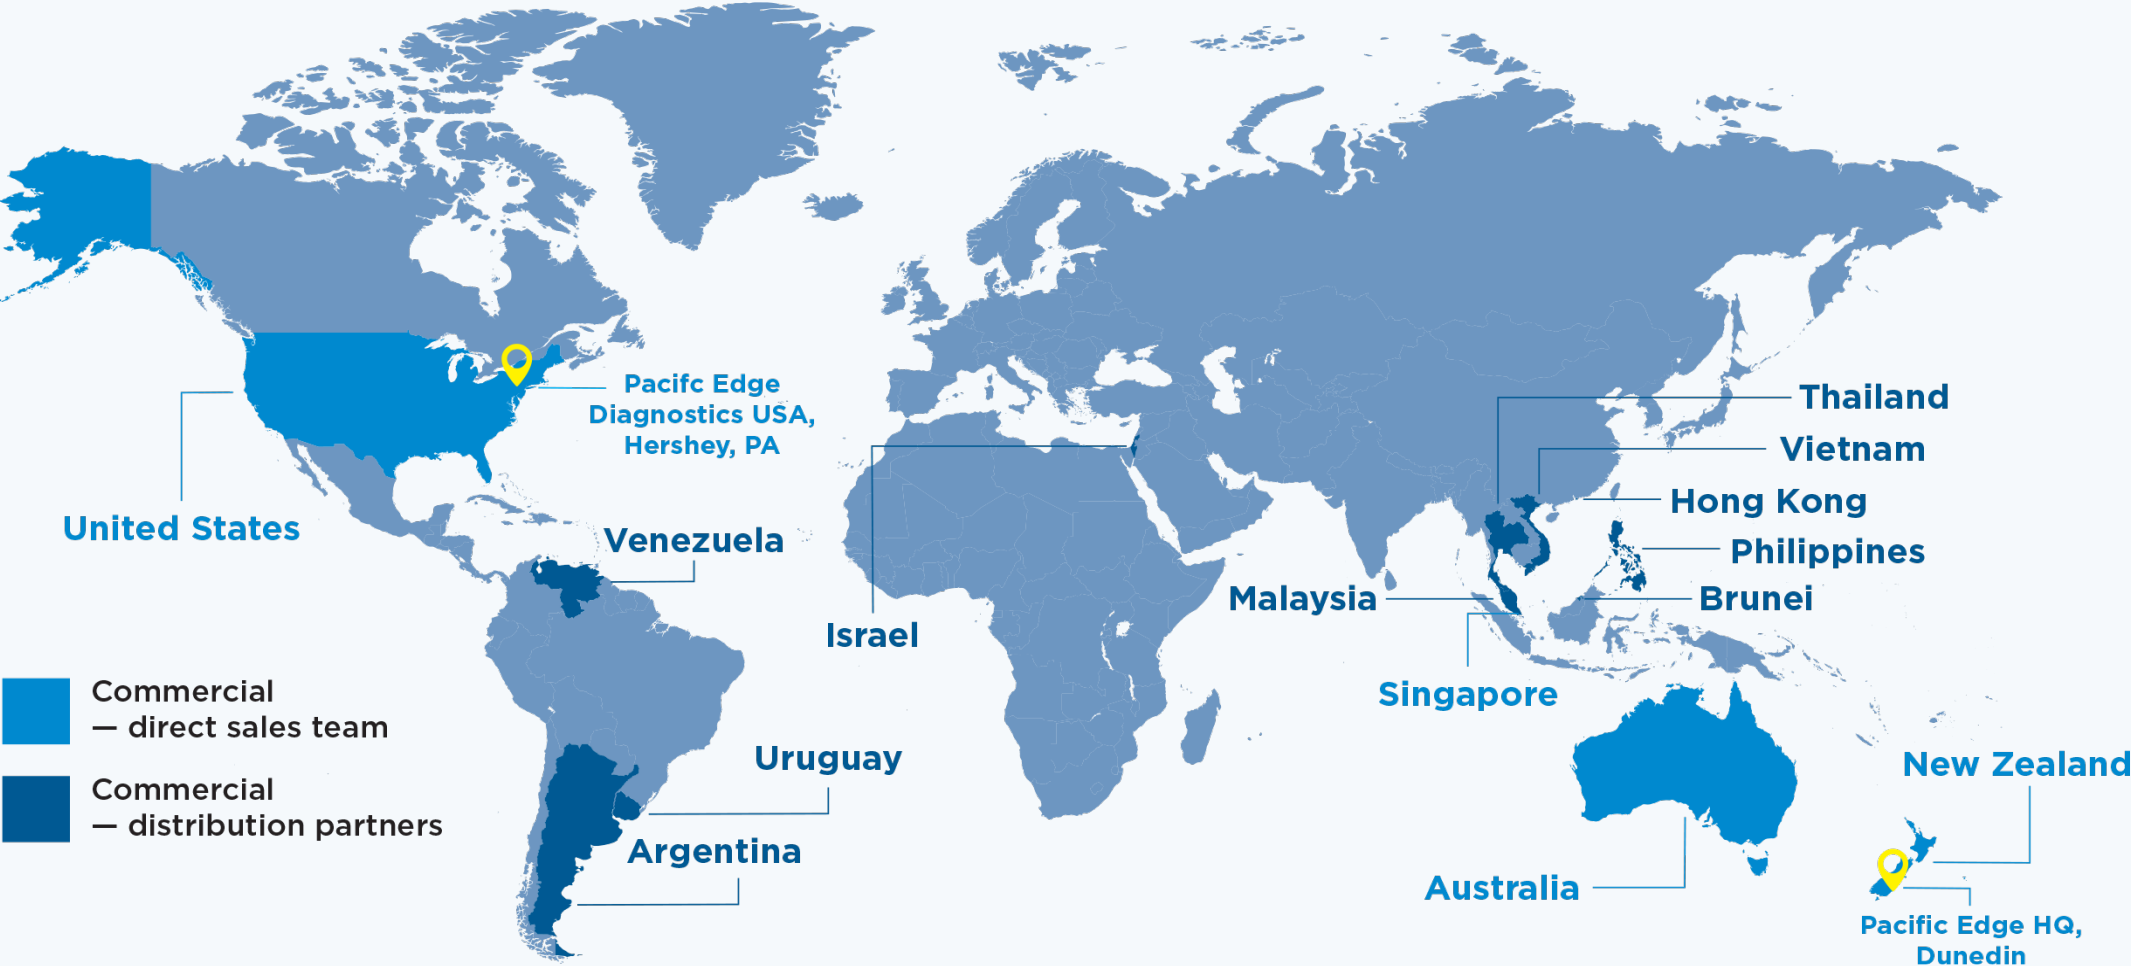 Thailand
Pacifc Edge
Diagnostics USA,
Hershey, PA
Vietnam
Hong Kong
United States
Venezuela
Philippines
Malaysia
Brunei
Israel
Singapore
Commercial
— direct sales team
Uruguay
New Zealand
Commercial
— distribution partners
Argentina
Australia
Pacific Edge HQ,
Dunedin